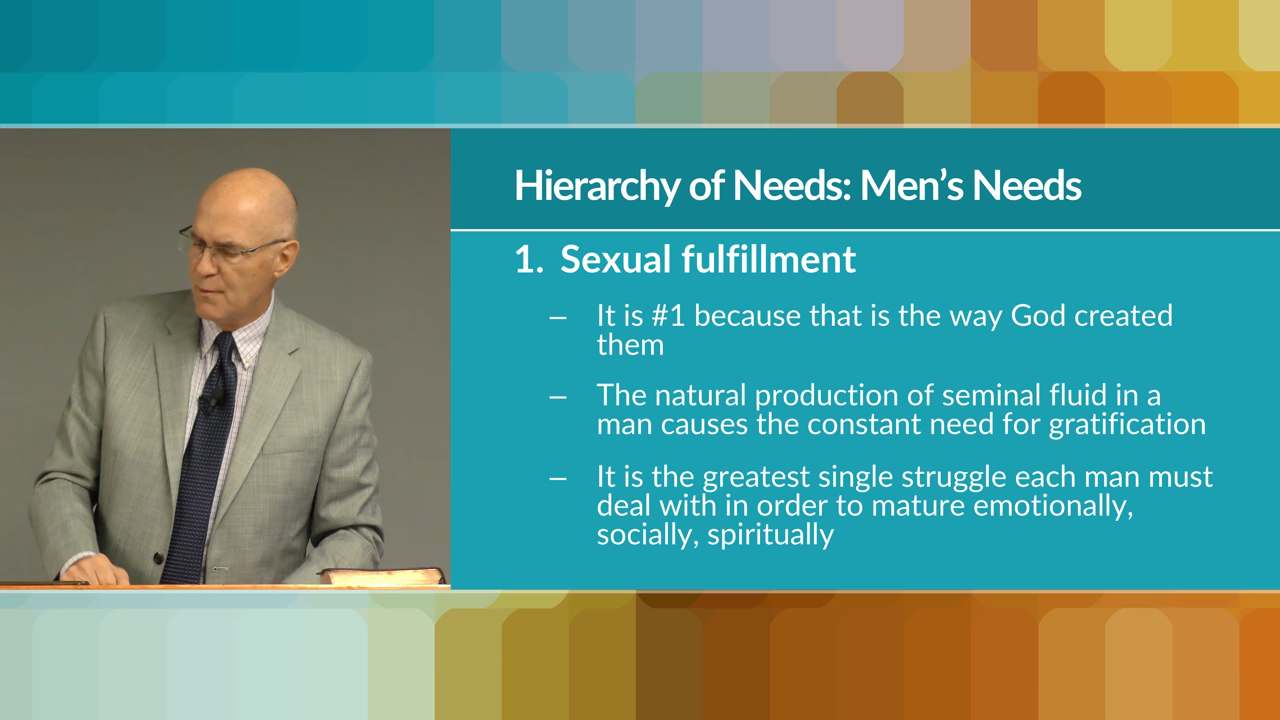 Hierarchy of Needs: Men’s Needs
1. Sexual fulfillment
– It is #1 because that is the way God created
them
– The natural production of seminal fluid in a
man causes the constant need for gratification
– It is the greatest single struggle each man must
deal with in order to mature emotionally,
socially, spiritually